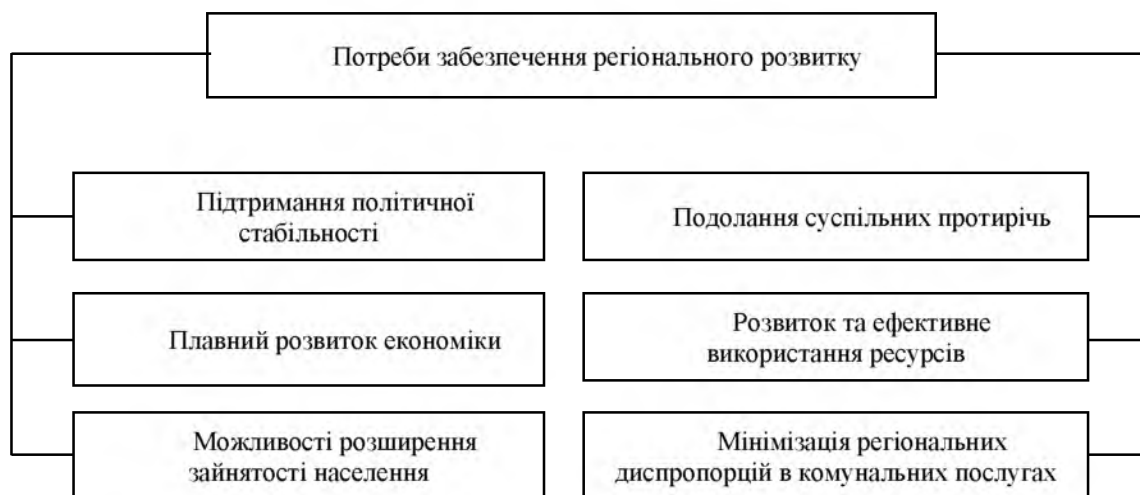 Потреби забезпечення регіонального розвитку
Підтримання політичної
стабільності
Подолання суспільних протирічь
Плавний розвиток економіки
Розвиток та ефективне
використання ресурсів
Можливості розширення
зайнятості населення
Мінімізація регіональних
диспропорцій в комунальних послугах